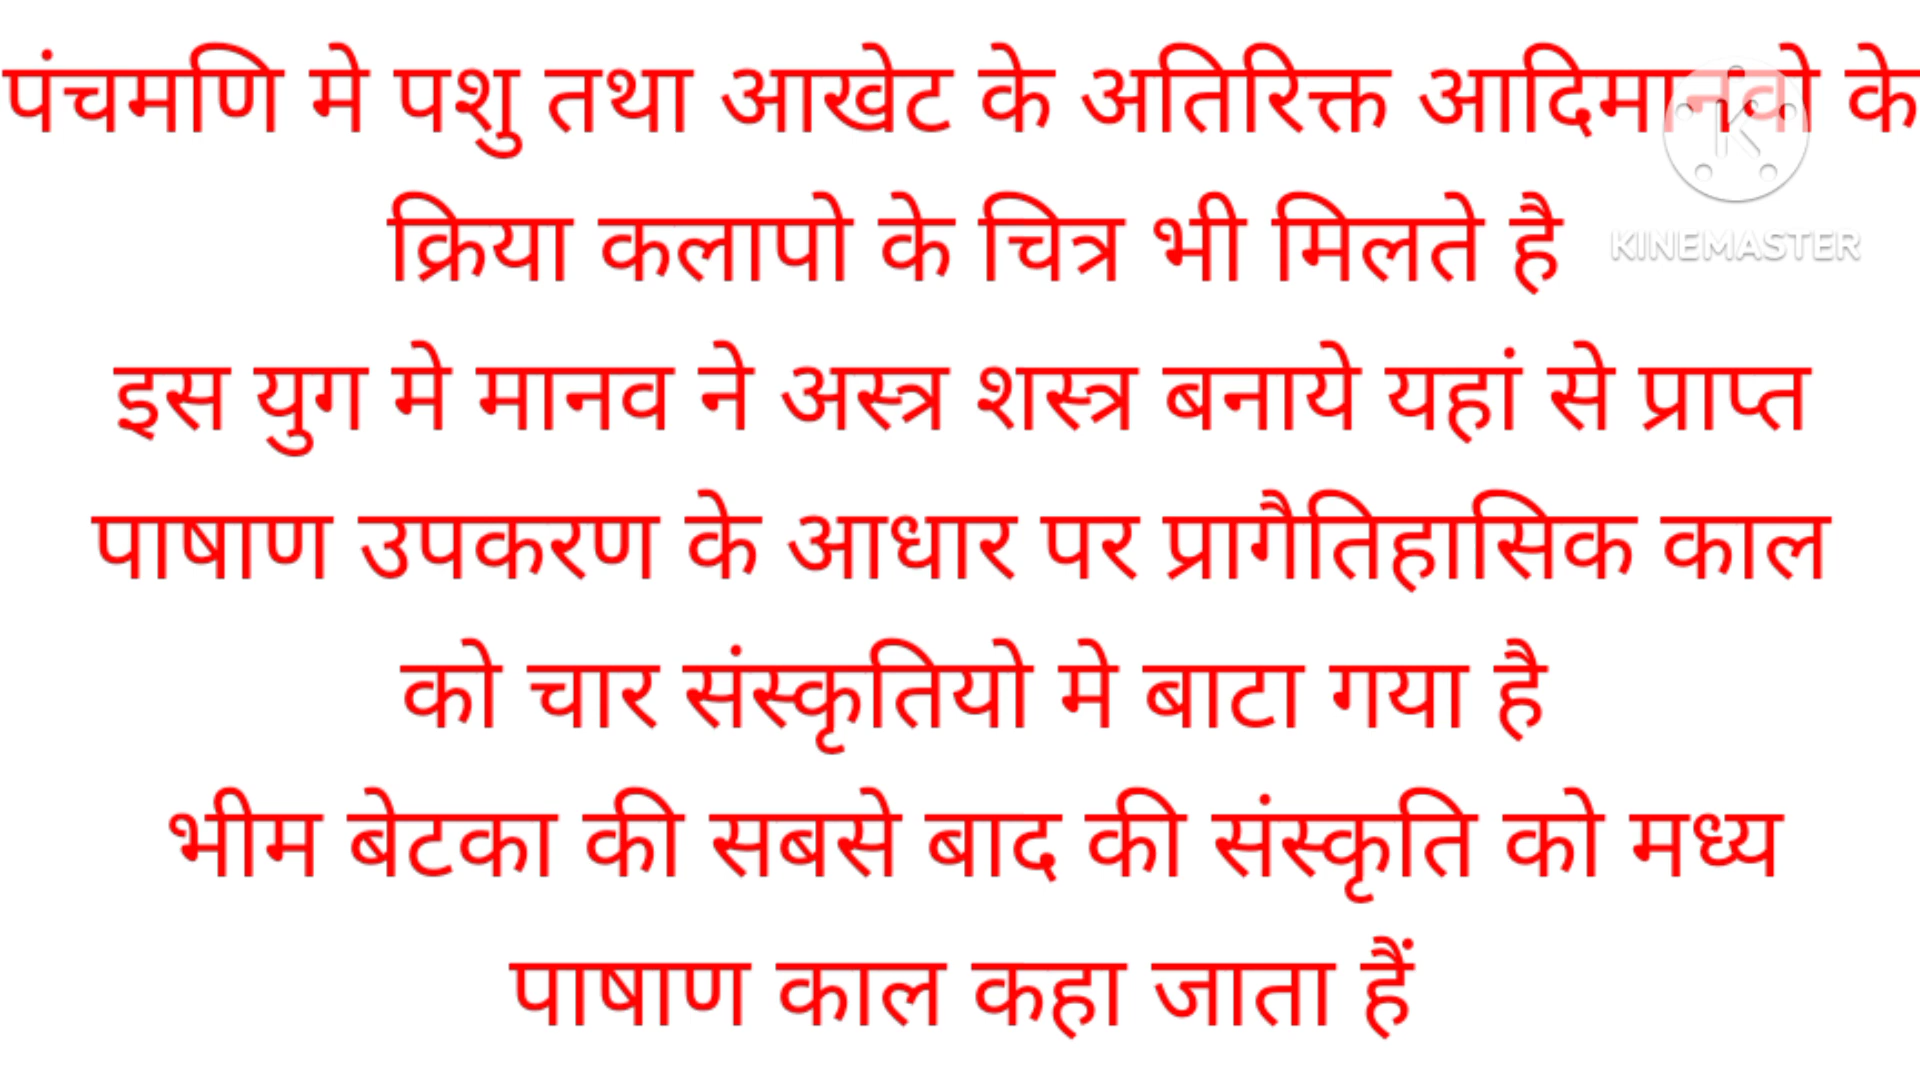 पंचमणि मे पशु तथा आखेट के अतिरिक्त आदिमानवो के
क्रिया कलापो के चित्र भी मिलते है
KINEMASTER
इस युग मे मानव ने अस्त्र शस्त्र बनाये यहां से प्राप्त
पाषाण उपकरण के आधार पर प्रागैतिहासिक काल
को चार संस्कृतियो मे बाटा गया है
भीम बेटका की सबसे बाद की संस्कृति को मध्य
पाषाण काल कहा जाता हैं